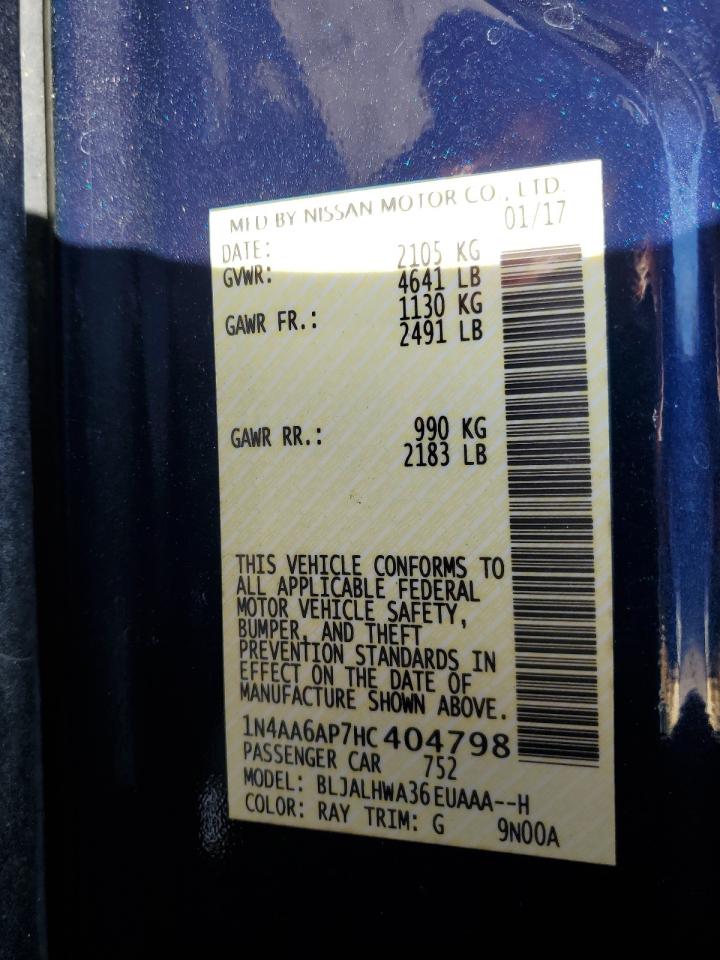 MFD BY NISSAN MOTOR CO., LTD.
DATE: 01/17
GVWR: 2105 KG
4641 LB
GAWR FR.: 1130 KG
2491 LB
GAWR RR.: 990 KG
2183 LB
THIS VEHICLE CONFORMS TO
ALL APPLICABLE FEDERAL
MOTOR VEHICLE SAFETY,
BUMPER, AND THEFT
PREVENTION STANDARDS IN
EFFECT ON THE DATE OF
MANUFACTURE SHOWN ABOVE.
1N4AA6AP7HC404798
PASSENGER CAR 752
MODEL: BLJALHWA36EUAAA--H
COLOR: RAY TRIM: G 9N00A